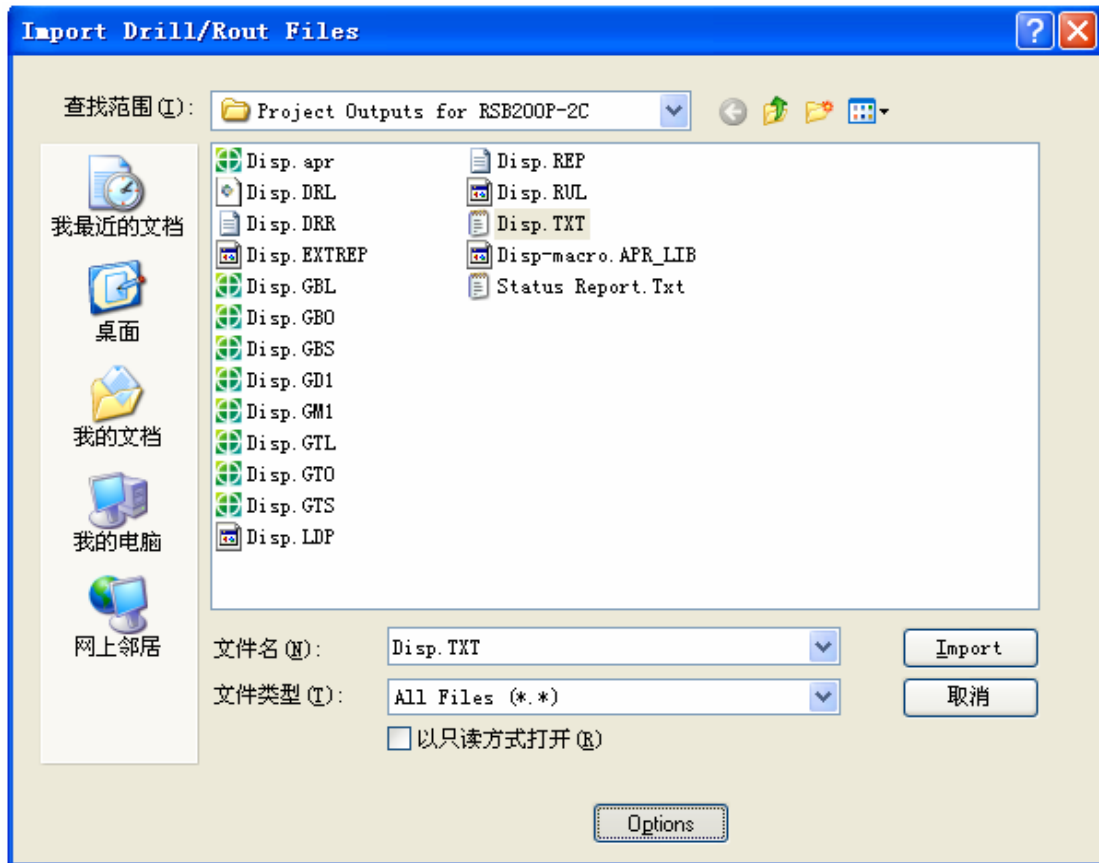 Import Drill/Rout Files
查找范围(I):
Project Outputs for RSB200P-2C
我最近的文档
桌面
我的文档
我的电脑
网上邻居
Disp.apr
Disp.DRL
Disp.DRR
Disp.EXTREP
Disp.GBL
Disp.GBO
Disp.GBS
Disp.GD1
Disp.GM1
Disp.GTL
Disp.GTO
Disp.GTS
Disp.LDP
Disp.REP
Disp.RUL
Disp.TXT
Disp-macro.APR_LIB
Status Report.Txt
文件名(N):
Disp.TXT
Import
文件类型(T):
All Files (*.*)
取消
以只读方式打开(R)
Options